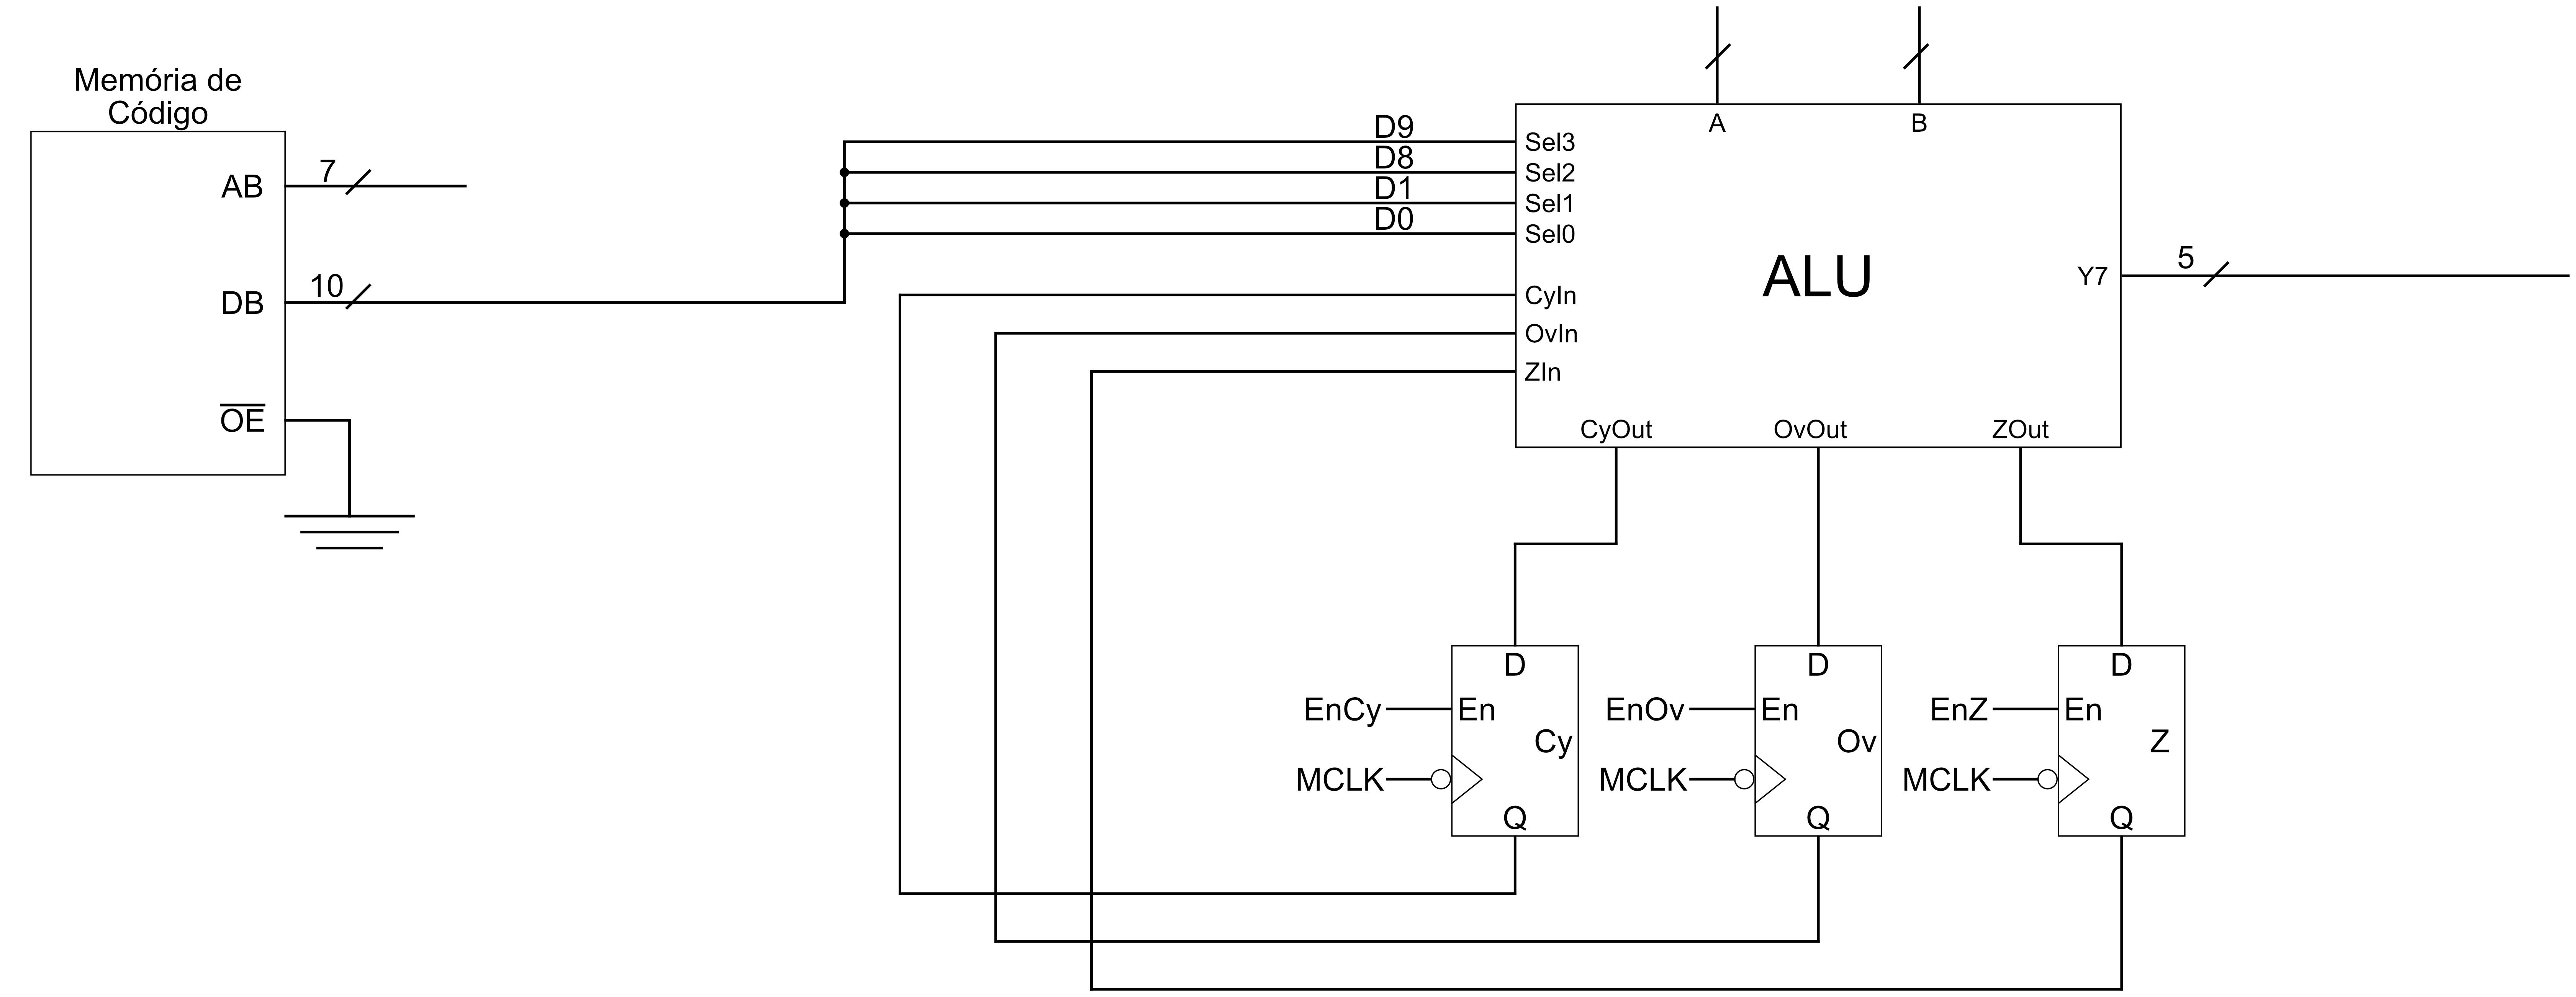 Memória de
Código
AB
7
DB
10
OE
D9
D8
D1
D0
A
B
Sel3
Sel2
Sel1
Sel0
CyIn
OvIn
ZIn
ALU
Y7
5
CyOut
OvOut
ZOut
D
EnCy
En
Cy
MCLK
Q
D
EnOv
En
Ov
MCLK
Q
D
EnZ
En
Z
MCLK
Q